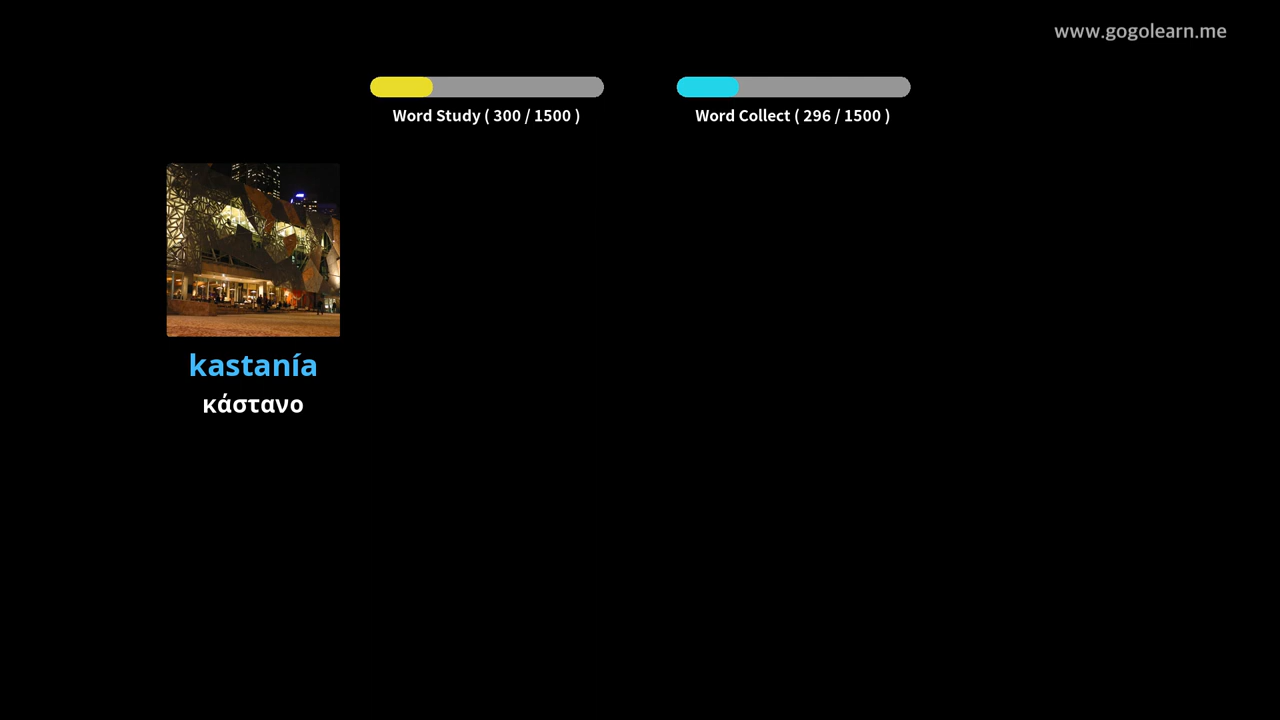 www.gogolearn.me
Word Study ( 300 / 1500 )
Word Collect ( 296 / 1500 )
kastanía
κάστανο